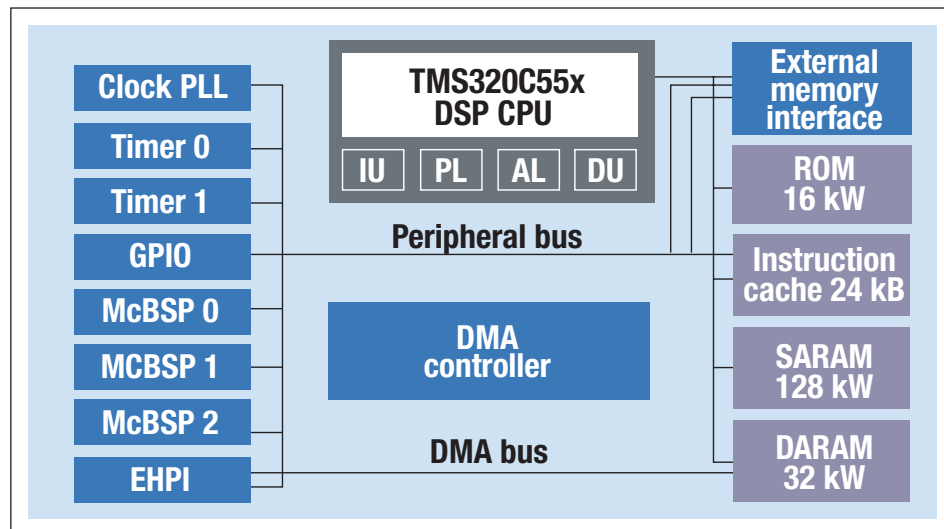 Clock PLL
Timer 0
Timer 1
GPIO
McBSP 0
MCBSP 1
McBSP 2
EHPI
TMS320C55x
DSP CPU
IU
PL
AL
DU
Peripheral bus
DMA
controller
DMA bus
External
memory
interface
ROM
16 kW
Instruction
cache 24 kB
SARAM
128 kW
DARAM
32 kW